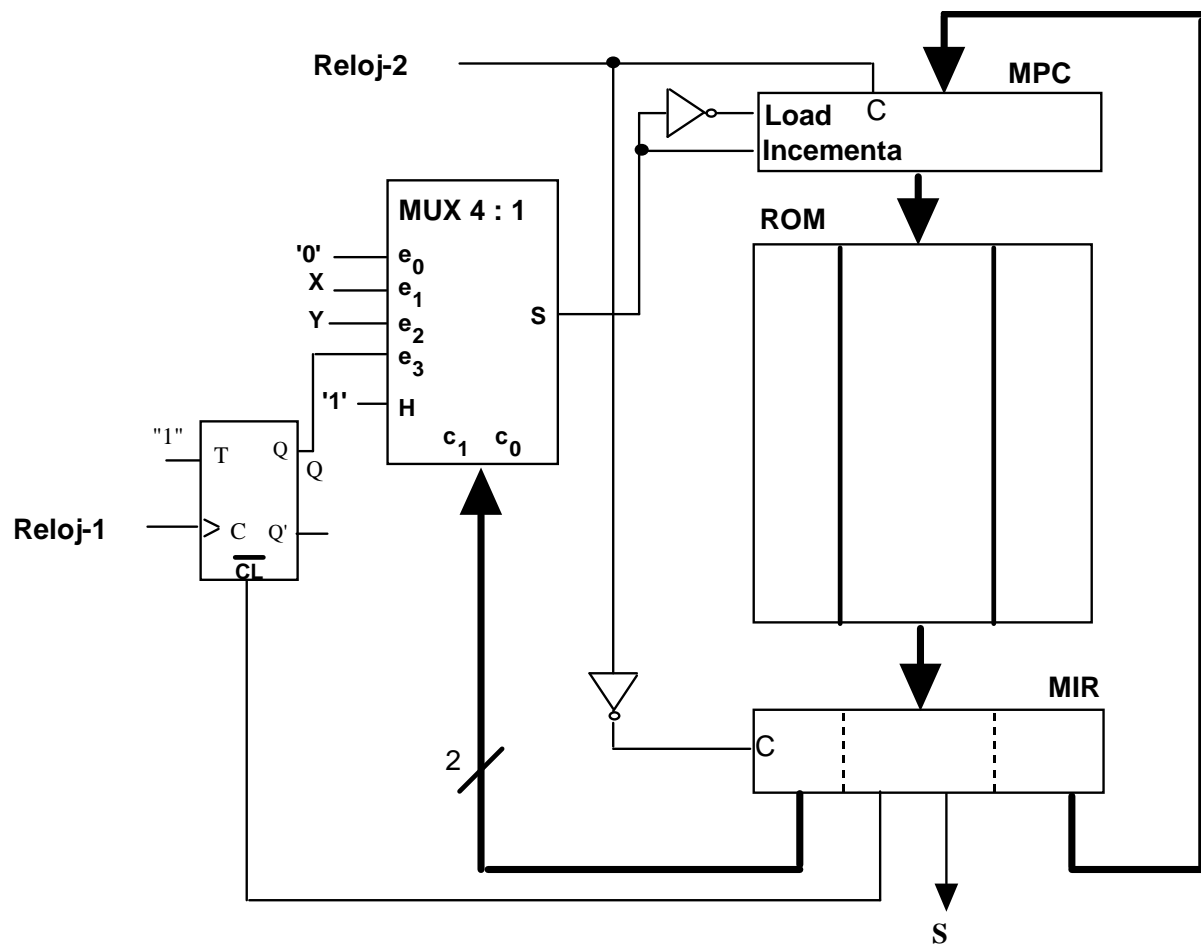 Reloj-2
MPC
Load
C
Incementa
MUX 4 : 1
ROM
'0'
e0
X
e1
Y
e2
S
e3
'1'
H
c1 c0
"1"
T
Q
Q
Reloj-1
C
Q'
CL
MIR
C
2
S